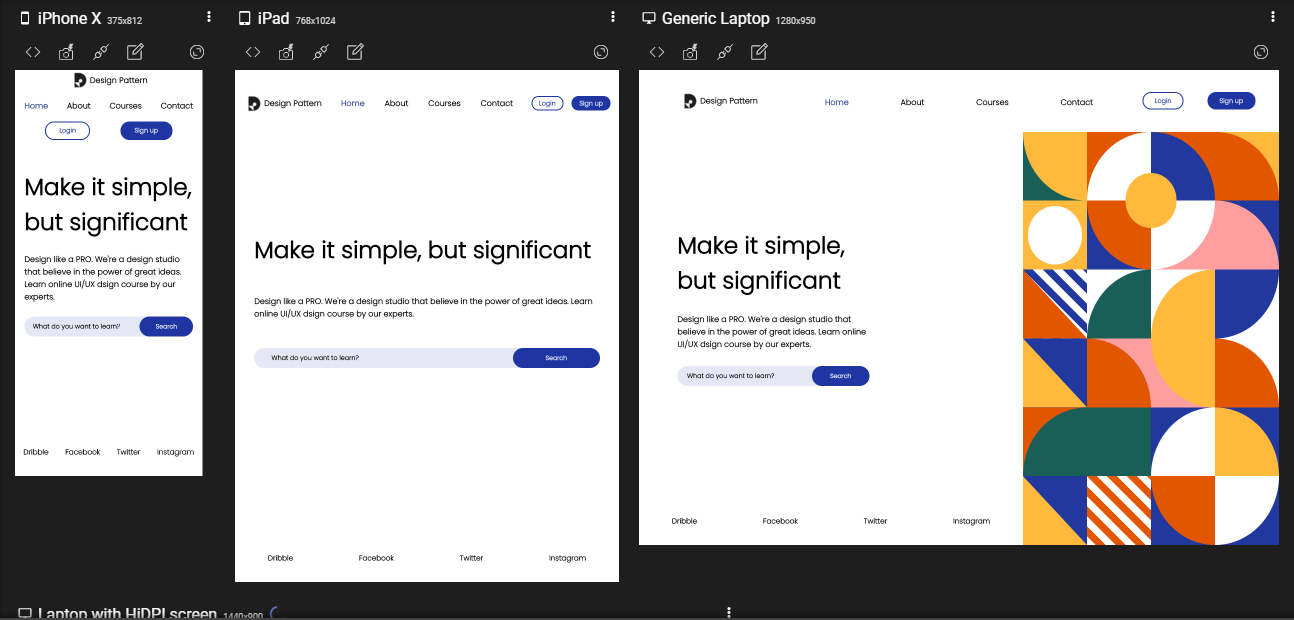 iPhone X 375x812
Design Pattern
Home About Courses Contact
Login Sign up
Make it simple,
but significant
Design like a PRO. We're a design studio
that believe in the power of great ideas.
Learn online UI/UX dsign course by our
experts.
What do you want to learn? Search
Dribble Facebook Twitter Instagram
iPad 768x1024
Design Pattern Home About Courses Contact Login Sign up
Make it simple, but significant
Design like a PRO. We're a design studio that believe in the power of great ideas. Learn
online UI/UX dsign course by our experts.
What do you want to learn? Search
Dribble Facebook Twitter Instagram
Generic Laptop 1280x950
Design Pattern Home About Courses Contact Login Sign up
Make it simple,
but significant
Design like a PRO. We're a design studio that
believe in the power of great ideas. Learn online
UI/UX dsign course by our experts.
What do you want to learn? Search
Dribble Facebook Twitter Instagram
Laptop with HiDPI screen 1440x900